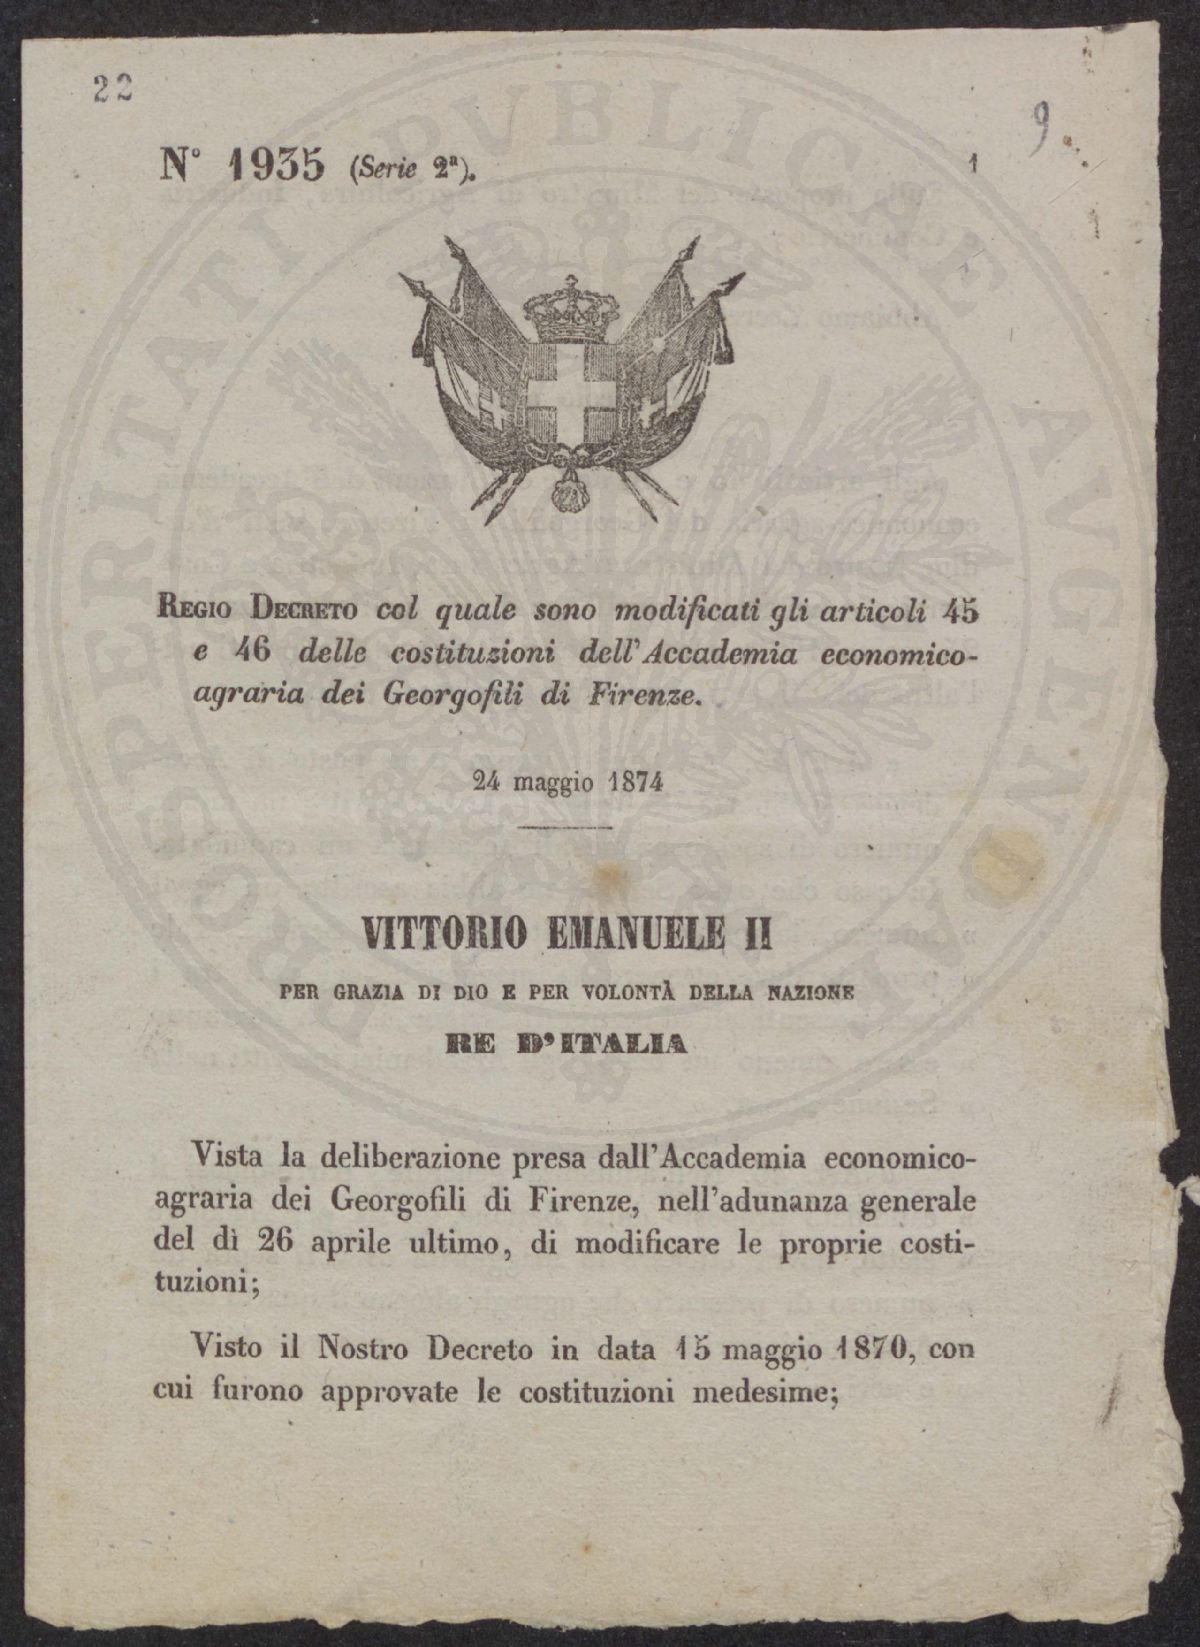 22
9
N° 1935 (Serie 2ª).
1
REGIO DECRETO col quale sono modificati gli articoli 45
e 46 delle costituzioni dell'Accademia economico-
agraria dei Georgofili di Firenze.
24 maggio 1874
VITTORIO EMANUELE II
PER GRAZIA DI DIO E PER VOLONTÀ DELLA NAZIONE
RE D'ITALIA
Vista la deliberazione presa dall'Accademia economico-
agraria dei Georgofili di Firenze, nell'adunanza generale
del dì 26 aprile ultimo, di modificare le proprie costi-
tuzioni;
Visto il Nostro Decreto in data 15 maggio 1870, con
cui furono approvate le costituzioni medesime;
PROSPERITATI PVBLICAE AVGENDAE